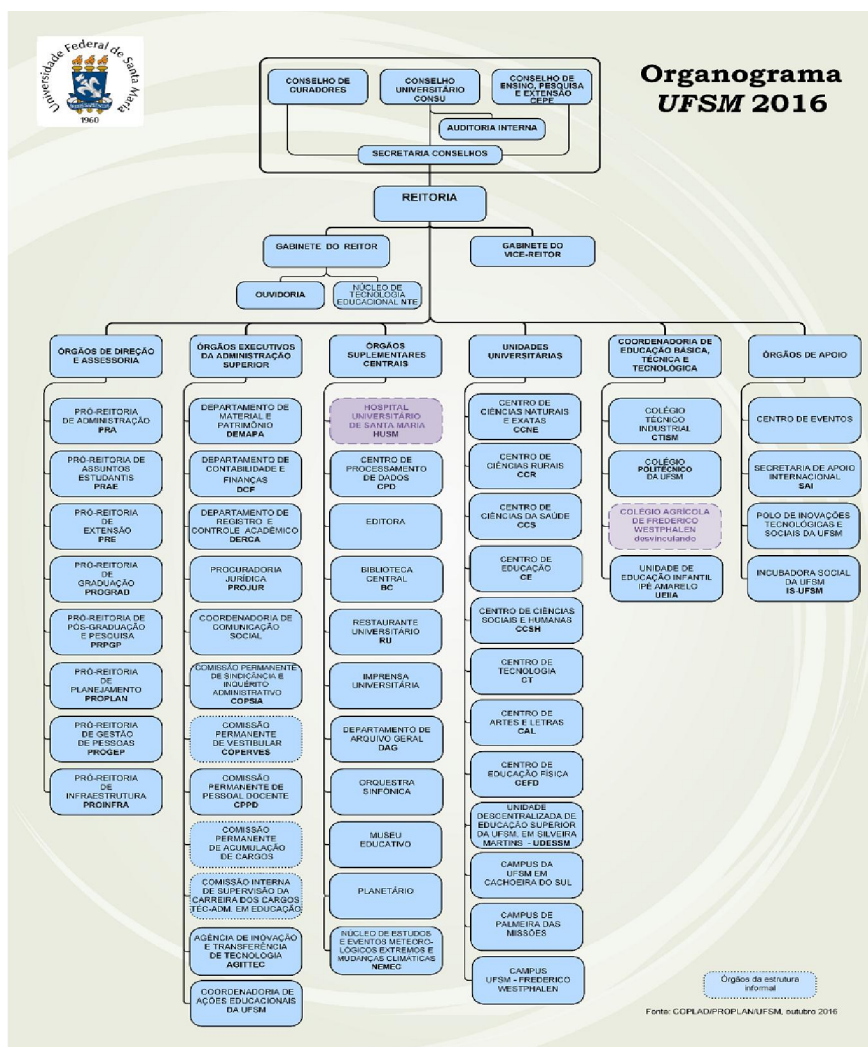 Universidade Federal de Santa Maria
1960
Organograma
UFSM 2016
CONSELHO DE
CURADORES
CONSELHO
UNIVERSITÁRIO
CONSU
CONSELHO DE
ENSINO, PESQUISA
E EXTENSÃO
CEPE
AUDITORIA INTERNA
SECRETARIA CONSELHOS
REITORIA
GABINETE DO REITOR
GABINETE DO
VICE-REITOR
OUVIDORIA
NÚCLEO DE
TECNOLOGIA
EDUCACIONAL NTE
ÓRGÃOS DE DIREÇÃO
E ASSESSORIA
PRÓ-REITORIA
DE ADMINISTRAÇÃO
PRA
PRÓ-REITORIA DE
ASSUNTOS
ESTUDANTIS
PRAE
PRÓ-REITORIA
DE
EXTENSÃO
PRE
PRÓ-REITORIA
DE
GRADUAÇÃO
PROGRAD
PRÓ-REITORIA DE
PÓS-GRADUAÇÃO
E PESQUISA
PRPGP
PRÓ-REITORIA
DE
PLANEJAMENTO
PROPLAN
PRÓ-REITORIA
DE GESTÃO
DE PESSOAS
PROGEP
PRÓ-REITORIA
DE
INFRAESTRUTURA
PROINFRA
ÓRGÃOS EXECUTIVOS
DA ADMINISTRAÇÃO
SUPERIOR
DEPARTAMENTO DE
MATERIAL E
PATRIMÔNIO
DEMAPA
DEPARTAMENTO DE
CONTABILIDADE E
FINANÇAS
DCF
DEPARTAMENTO DE
REGISTRO E
CONTROLE ACADÊMICO
DERCA
PROCURADORIA
JURÍDICA
PROJUR
COORDENADORIA DE
COMUNICAÇÃO
SOCIAL
COMISSÃO PERMANENTE
DE SINDICÂNCIA E
INQUÉRITO
ADMINISTRATIVO
COPSIA
COMISSÃO
PERMANENTE
DE VESTIBULAR
COPERVES
COMISSÃO
PERMANENTE DE
PESSOAL DOCENTE
CPPD
COMISSÃO
PERMANENTE
DE ACUMULAÇÃO
DE CARGOS
COMISSÃO INTERNA
DE SUPERVISÃO DA
CARREIRA DOS CARGOS
TÉC-ADM. EM EDUCAÇÃO
AGÊNCIA DE INOVAÇÃO
E TRANSFERÊNCIA
DE TECNOLOGIA
AGITTEC
COORDENADORIA DE
AÇÕES EDUCACIONAIS
DA UFSM
ÓRGÃOS
SUPLEMENTARES
CENTRAIS
HOSPITAL
UNIVERSITÁRIO
DE SANTA MARIA
HUSM
CENTRO DE
PROCESSAMENTO
DE DADOS
CPD
EDITORA
BIBLIOTECA
CENTRAL
BC
RESTAURANTE
UNIVERSITÁRIO
RU
IMPRENSA
UNIVERSITÁRIA
DEPARTAMENTO DE
ARQUIVO GERAL
DAG
ORQUESTRA
SINFÔNICA
MUSEU
EDUCATIVO
PLANETÁRIO
NÚCLEO DE ESTUDOS
E EVENTOS METEORO-
LÓGICOS EXTREMOS E
MUDANÇAS CLIMÁTICAS
NEMEC
UNIDADES
UNIVERSITÁRIAS
CENTRO DE
CIÊNCIAS NATURAIS
E EXATAS
CCNE
CENTRO DE
CIÊNCIAS RURAIS
CCR
CENTRO DE
CIÊNCIAS DA SAÚDE
CCS
CENTRO DE
EDUCAÇÃO
CE
CENTRO DE CIÊNCIAS
SOCIAIS E HUMANAS
CCSH
CENTRO DE
TECNOLOGIA
CT
CENTRO DE
ARTES E LETRAS
CAL
CENTRO DE
EDUCAÇÃO FÍSICA
CEFD
UNIDADE
DESCENTRALIZADA DE
EDUCAÇÃO SUPERIOR
DA UFSM, EM SILVEIRA
MARTINS - UDESSM
CAMPUS DA
UFSM EM
CACHOEIRA DO SUL
CAMPUS DE
PALMEIRA DAS
MISSÕES
CAMPUS
UFSM - FREDERICO
WESTPHALEN
COORDENADORIA DE
EDUCAÇÃO BÁSICA,
TÉCNICA E
TECNOLÓGICA
COLÉGIO
TÉCNICO
INDUSTRIAL
CTISM
COLÉGIO
POLITÉCNICO
DA UFSM
COLÉGIO AGRÍCOLA
DE FREDERICO
WESTPHALEN
desvinculando
UNIDADE DE
EDUCAÇÃO INFANTIL
IPÊ AMARELO
UEIIA
ÓRGÃOS DE APOIO
CENTRO DE EVENTOS
SECRETARIA DE APOIO
INTERNACIONAL
SAI
POLO DE INOVAÇÕES
TECNOLÓGICAS E
SOCIAIS DA UFSM
INCUBADORA SOCIAL
DA UFSM
IS-UFSM
Órgãos da estrutura
informal
Fonte: COPLAD/PROPLAN/UFSM, outubro 2016